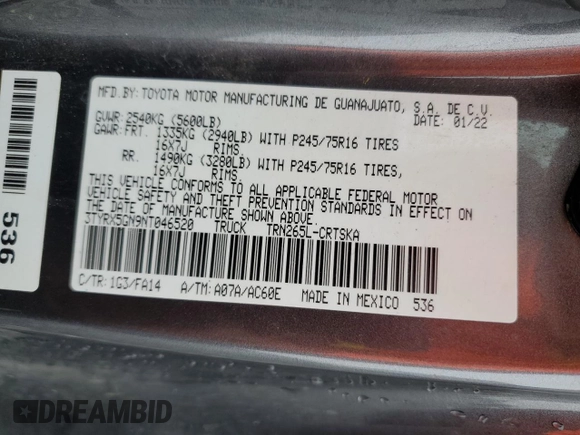 MFD.BY:TOYOTA MOTOR MANUFACTURING DE GUANAJUATO, S.A. DE C.V.
GVWR 2540KG (5600LB) DATE: 01/22
GAWR:FRT. 1335KG (2940LB) WITH P245/75R16 TIRES
16X7J RIMS
RR. 1490KG (3280LB) WITH P245/75R16 TIRES,
16X7J RIMS.
THIS VEHICLE CONFORMS TO ALL APPLICABLE FEDERAL MOTOR
VEHICLE SAFETY AND THEFT PREVENTION STANDARDS IN EFFECT ON
THE DATE OF MANUFACTURE SHOWN ABOVE.
3TYRX5GN9NT046520 TRUCK TRN265L-CRTSKA
C/TR:1G3/FA14 A/TM:A07A/AC60E MADE IN MEXICO 536
536
DREAMBID